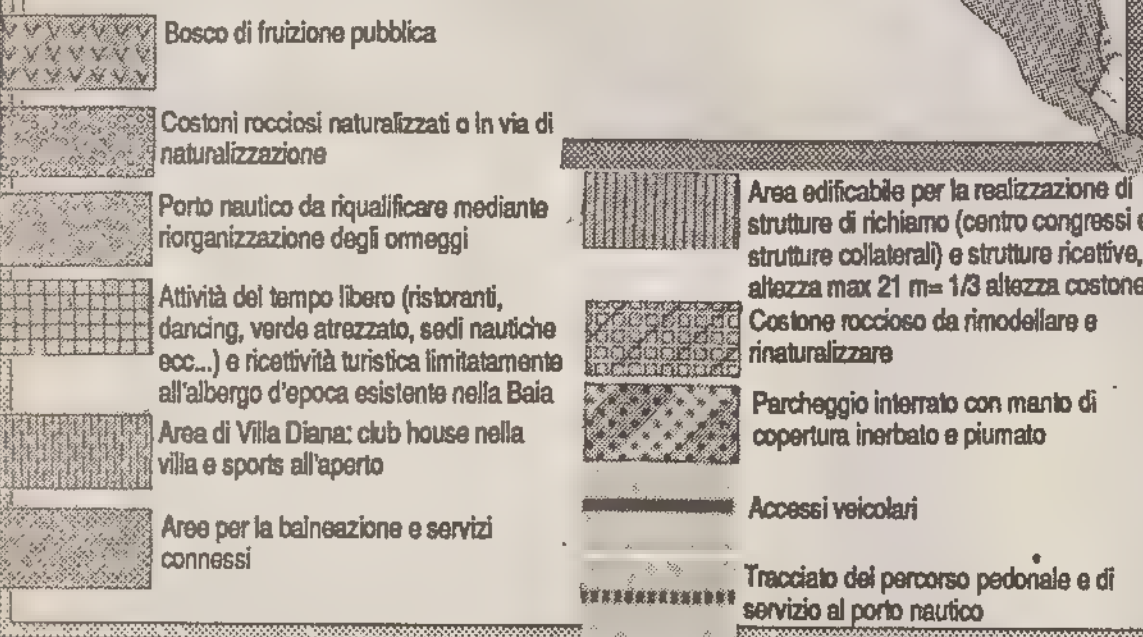 Bosco di fruizione pubblica
Costoni rocciosi naturalizzati o in via di
naturalizzazione
Porto nautico da riqualificare mediante
riorganizzazione degli ormeggi
Attività del tempo libero (ristoranti,
dancing, verde atrezzato, sedi nautiche
ecc...) e ricettività turistica limitatamente
all'albergo d'epoca esistente nella Baia
Area di Villa Diana: club house nella
villa e sports all'aperto
Aree per la balneazione e servizi
connessi
Area edificabile per la realizzazione di
strutture di richiamo (centro congressi e
strutture collaterali) e strutture ricettive,
altezza max 21 m= 1/3 altezza costone
Costone roccioso da rimodellare e
rinaturalizzare
Parcheggio interrato con manto di
copertura inerbato e piumato
Accessi veicolari
Tracciato del percorso pedonale e di
servizio al porto nautico